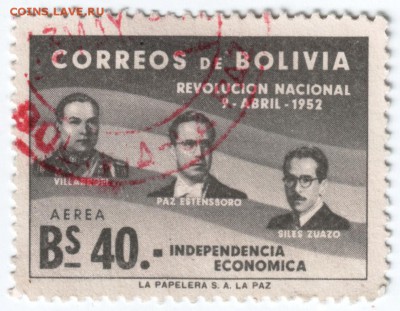 COINS.LAVE.RU
CORREOS DE BOLIVIA
REVOLUCION NACIONAL
9 - ABRIL - 1952
PAZ ESTENSSORO
SILES ZUAZO
AEREA
BS 40.-
INDEPENDENCIA
ECONOMICA
LA PAPELERA S. A. LA PAZ